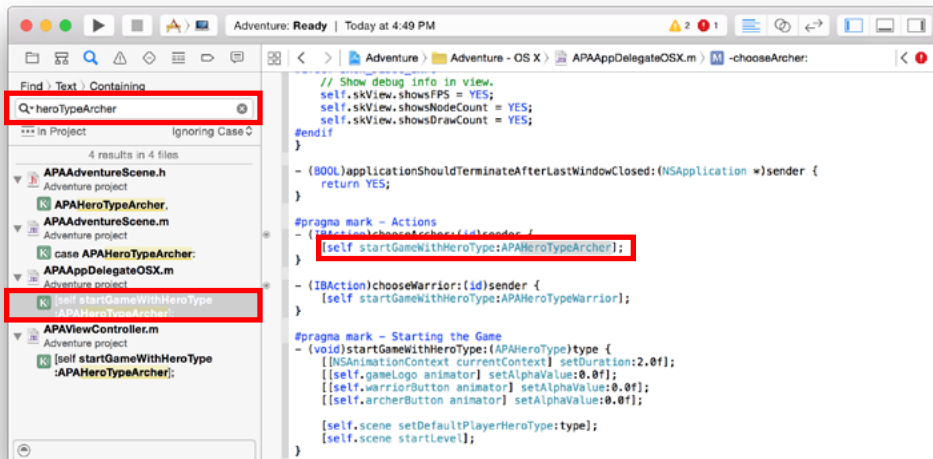 Adventure: Ready | Today at 4:49 PM
2
1
Adventure
Adventure - OS X
APAAppDelegateOSX.m
M
-chooseArcher:
Find
Text
Containing
heroTypeArcher
In Project
Ignoring Case
4 results in 4 files
APAAdventureScene.h
Adventure project
K APAHeroTypeArcher,
APAAdventureScene.m
Adventure project
K case APAHeroTypeArcher:
APAAppDelegateOSX.m
Adventure project
K [self startGameWithHeroType
:APAHeroTypeArcher];
APAViewController.m
Adventure project
K [self startGameWithHeroType
:APAHeroTypeArcher];
// Show debug info in view.
self.skView.showsFPS = YES;
self.skView.showsNodeCount = YES;
self.skView.showsDrawCount = YES;
#endif
}
- (BOOL)applicationShouldTerminateAfterLastWindowClosed:(NSApplication *)sender {
return YES;
}
#pragma mark - Actions
- (IBAction)chooseArcher:(id)sender {
[self startGameWithHeroType:APAHeroTypeArcher];
}
- (IBAction)chooseWarrior:(id)sender {
[self startGameWithHeroType:APAHeroTypeWarrior];
}
#pragma mark - Starting the Game
- (void)startGameWithHeroType:(APAHeroType)type {
[[NSAnimationContext currentContext] setDuration:2.0f];
[[self.gameLogo animator] setAlphaValue:0.0f];
[[self.warriorButton animator] setAlphaValue:0.0f];
[[self.archerButton animator] setAlphaValue:0.0f];
[self.scene setDefaultPlayerHeroType:type];
[self.scene startLevel];
}